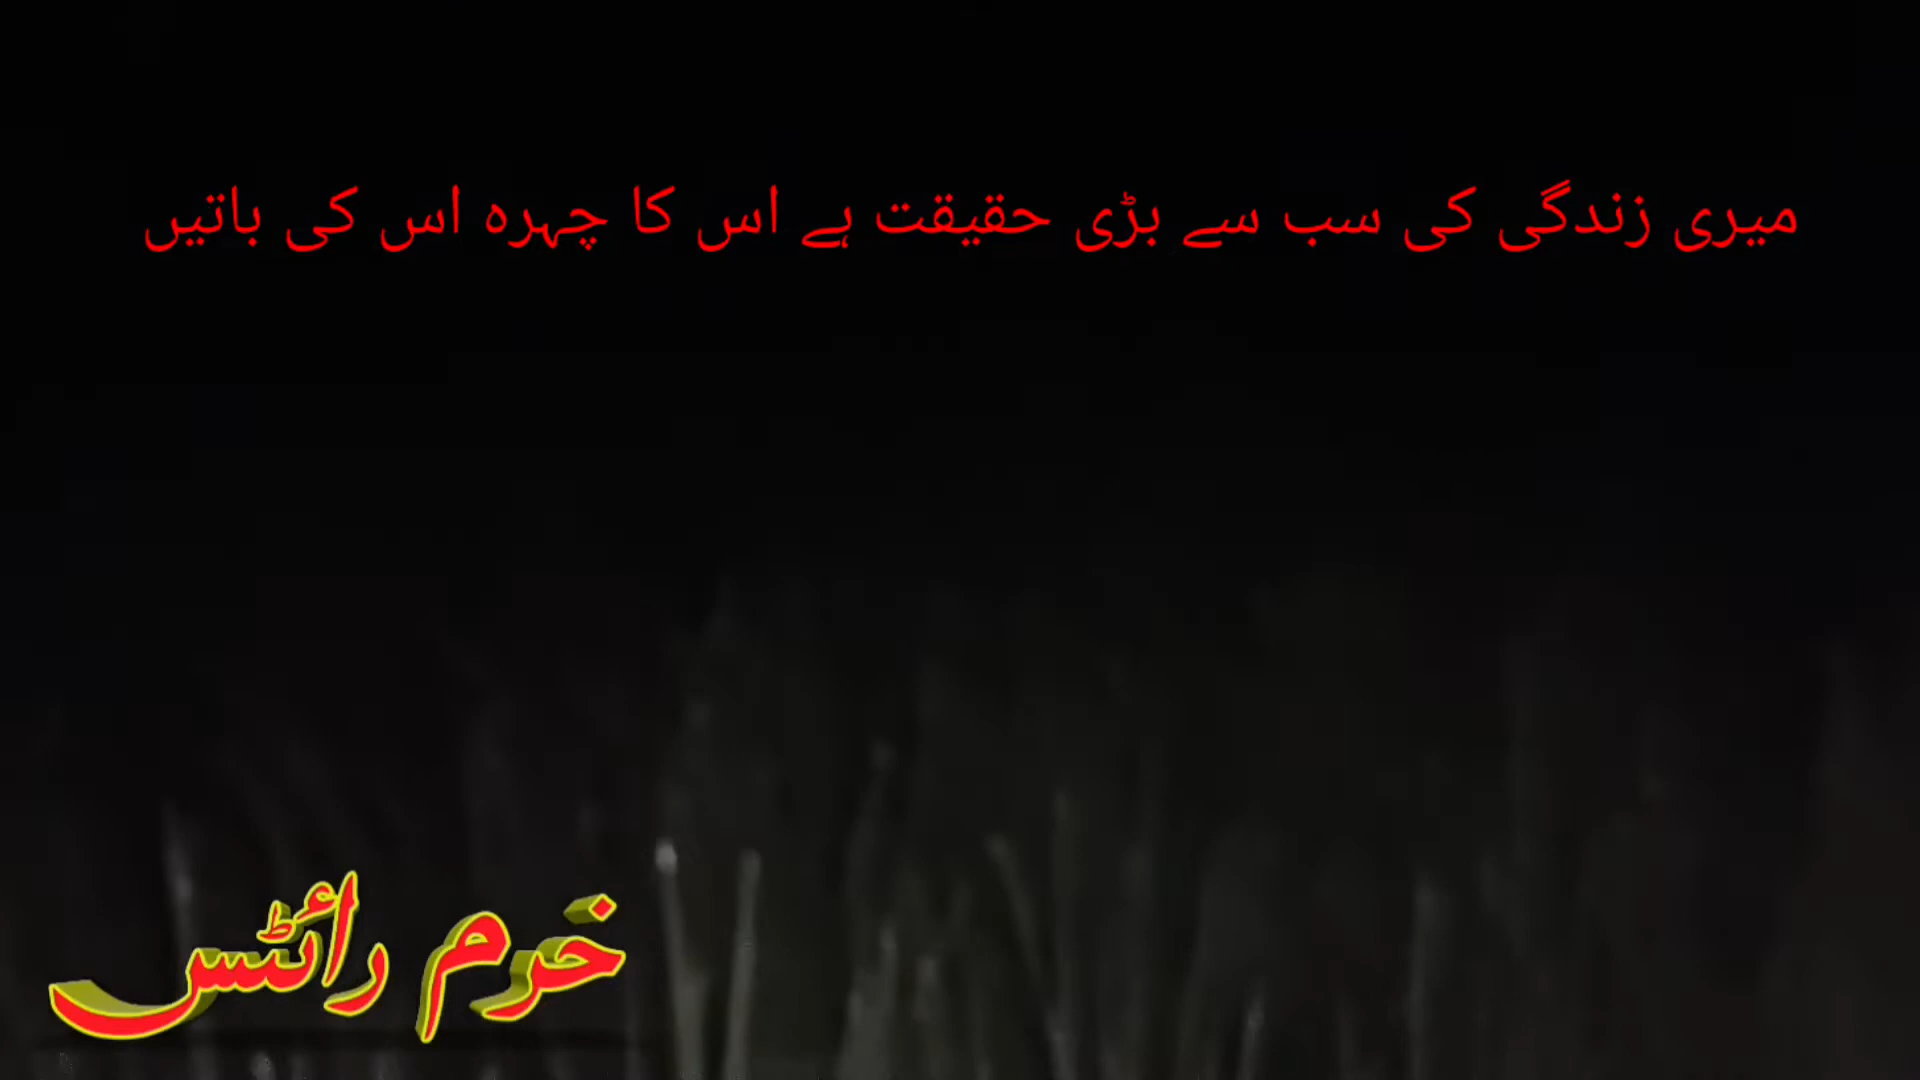 میری زندگی کی سب سے بڑی حقیقت ہے اس کا چہرہ اس کی باتیں
خرم رائٹس